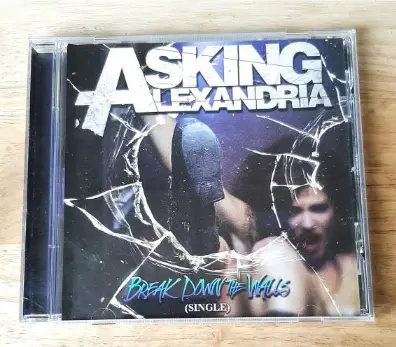 ASKING
ALEXANDRIA
BREAK DOWN THE WALLS
(SINGLE)